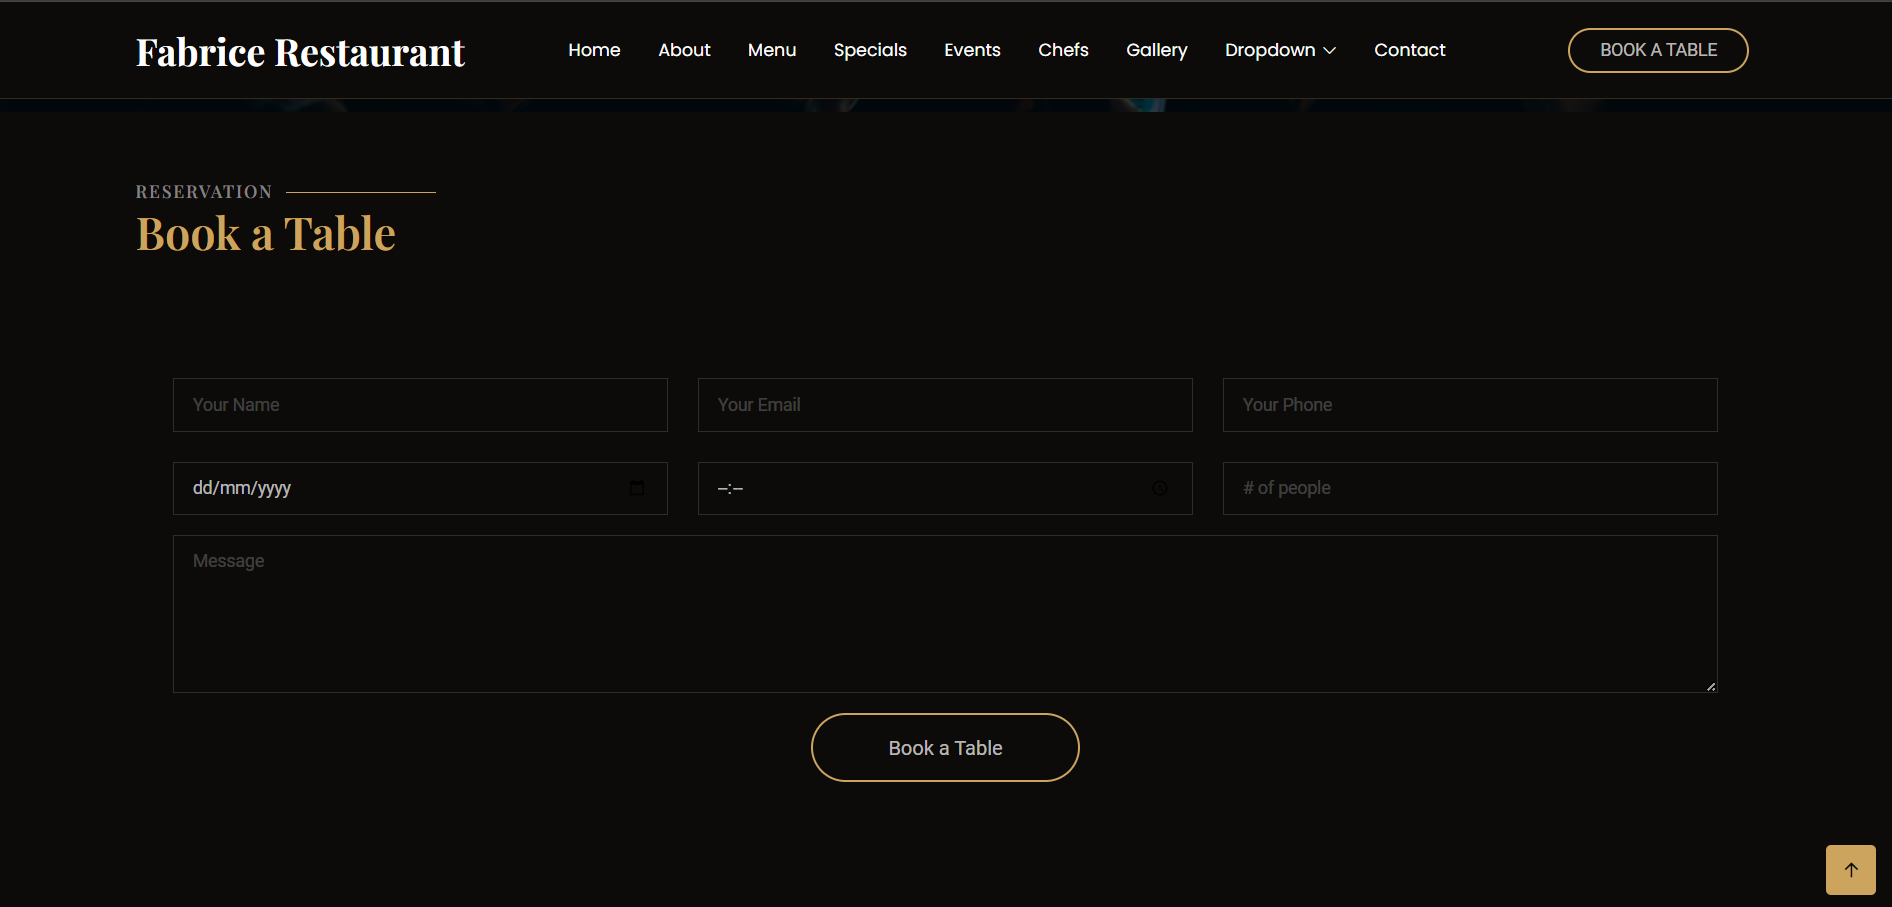 Fabrice Restaurant
Home About Menu Specials Events Chefs Gallery Dropdown Contact
BOOK A TABLE
RESERVATION
Book a Table
Your Name
Your Email
Your Phone
dd/mm/yyyy
--:--
# of people
Message
Book a Table